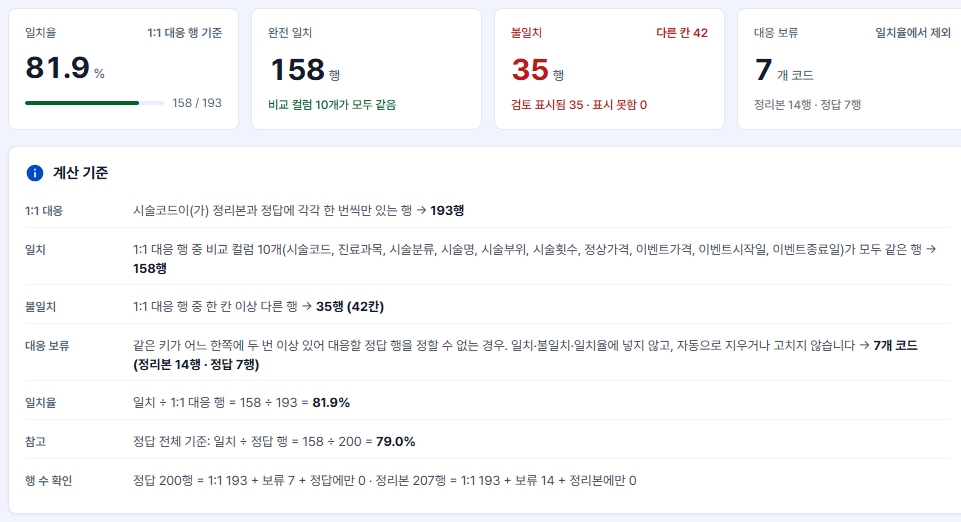 일치율 1:1 대응 행 기준
81.9 %
158 / 193
완전 일치
158 행
비교 컬럼 10개가 모두 같음
불일치 다른 칸 42
35 행
검토 표시됨 35 · 표시 못함 0
대응 보류 일치율에서 제외
7 개 코드
정리본 14행 · 정답 7행
계산 기준
1:1 대응 시술코드이(가) 정리본과 정답에 각각 한 번씩만 있는 행 → 193행
일치 1:1 대응 행 중 비교 컬럼 10개(시술코드, 진료과목, 시술분류, 시술명, 시술부위, 시술횟수, 정상가격, 이벤트가격, 이벤트시작일, 이벤트종료일)가 모두 같은 행 →
158행
불일치 1:1 대응 행 중 한 칸 이상 다른 행 → 35행 (42칸)
대응 보류 같은 키가 어느 한쪽에 두 번 이상 있어 대응할 정답 행을 정할 수 없는 경우. 일치·불일치·일치율에 넣지 않고, 자동으로 지우거나 고치지 않습니다 → 7개 코드
(정리본 14행 · 정답 7행)
일치율 일치 ÷ 1:1 대응 행 = 158 ÷ 193 = 81.9%
참고 정답 전체 기준: 일치 ÷ 정답 행 = 158 ÷ 200 = 79.0%
행 수 확인 정답 200행 = 1:1 193 + 보류 7 + 정답에만 0 · 정리본 207행 = 1:1 193 + 보류 14 + 정리본에만 0